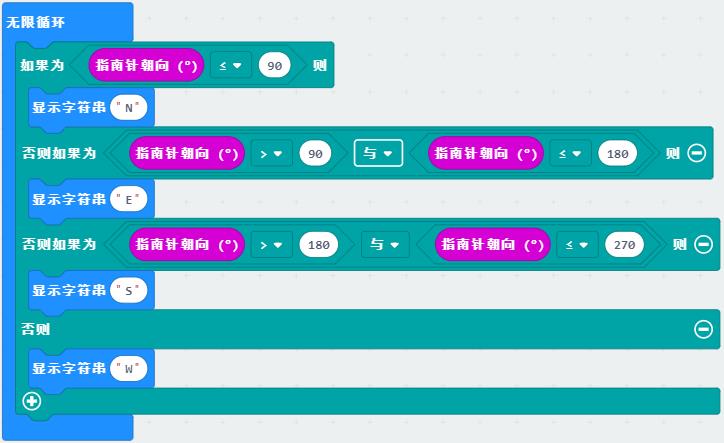 无限循环
如果为 指南针朝向 (°) ≤ 90 则
显示字符串 "N"
否则如果为 指南针朝向 (°) > 90 与 指南针朝向 (°) ≤ 180 则
显示字符串 "E"
否则如果为 指南针朝向 (°) > 180 与 指南针朝向 (°) ≤ 270 则
显示字符串 "S"
否则
显示字符串 "W"